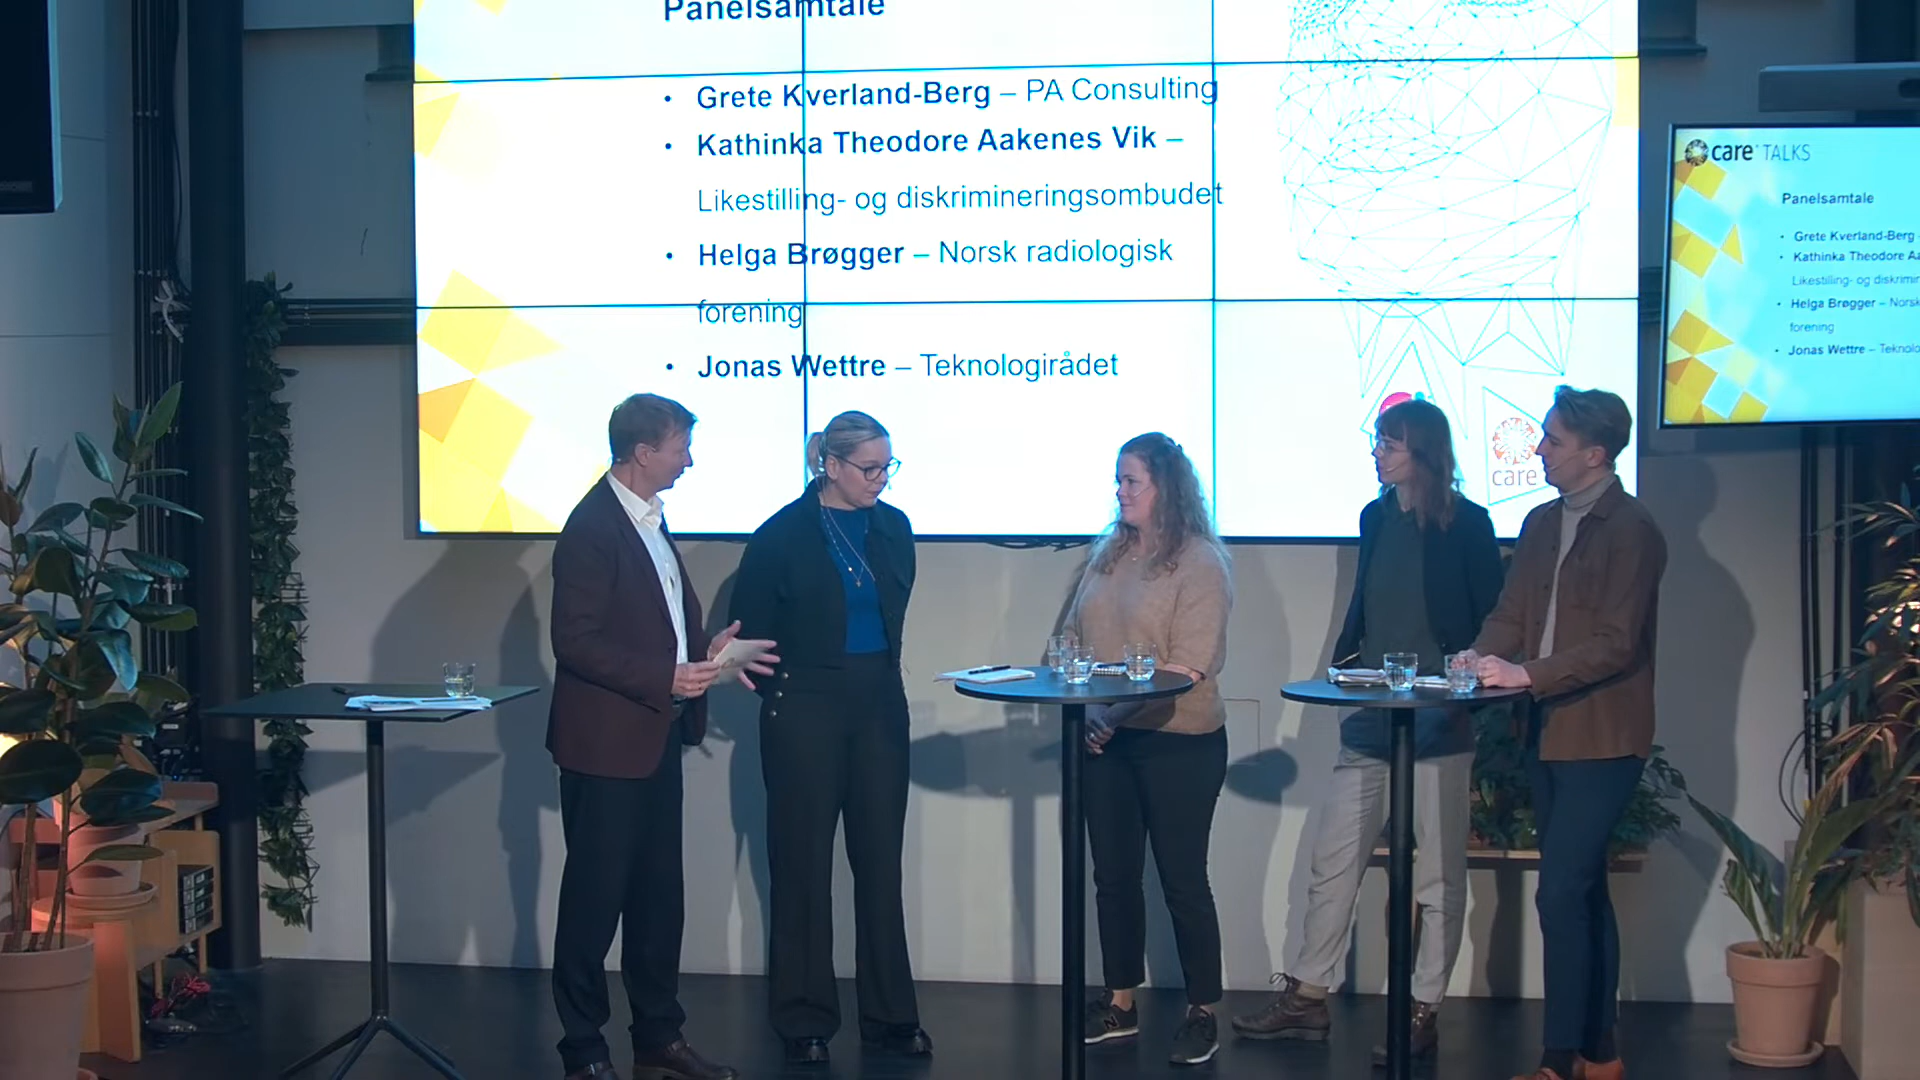 Panelsamtale
• Grete Kverland-Berg – PA Consulting
• Kathinka Theodore Aakenes Vik –
Likestilling- og diskrimineringsombudet
• Helga Brøgger – Norsk radiologisk
forening
• Jonas Wettre – Teknologirådet
care
care TALKS
Panelsamtale
• Grete Kverland-Berg
• Kathinka Theodore
Likestilling- og
• Helga Brøgger – Norsk
forening
• Jonas Wettre –